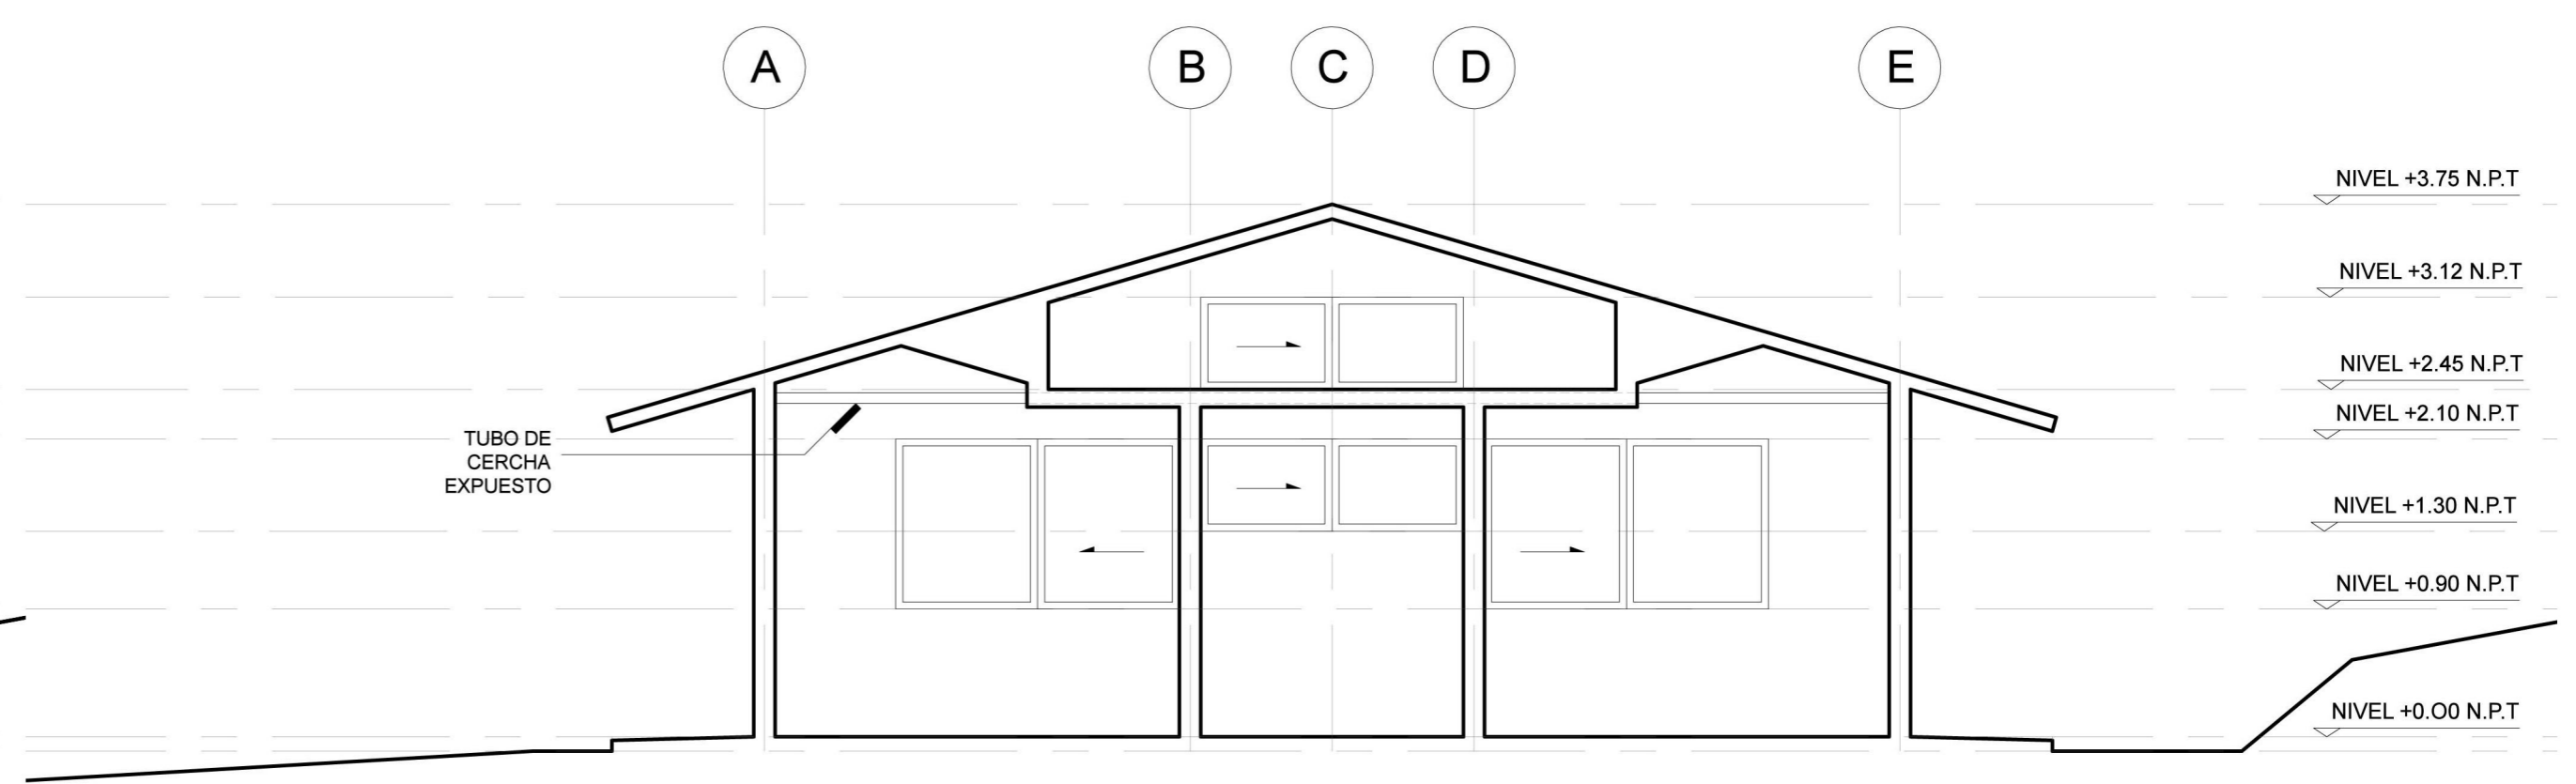 A
B
C
D
E
NIVEL +3.75 N.P.T
NIVEL +3.12 N.P.T
NIVEL +2.45 N.P.T
NIVEL +2.10 N.P.T
TUBO DE
CERCHA
EXPUESTO
NIVEL +1.30 N.P.T
NIVEL +0.90 N.P.T
NIVEL +0.O0 N.P.T